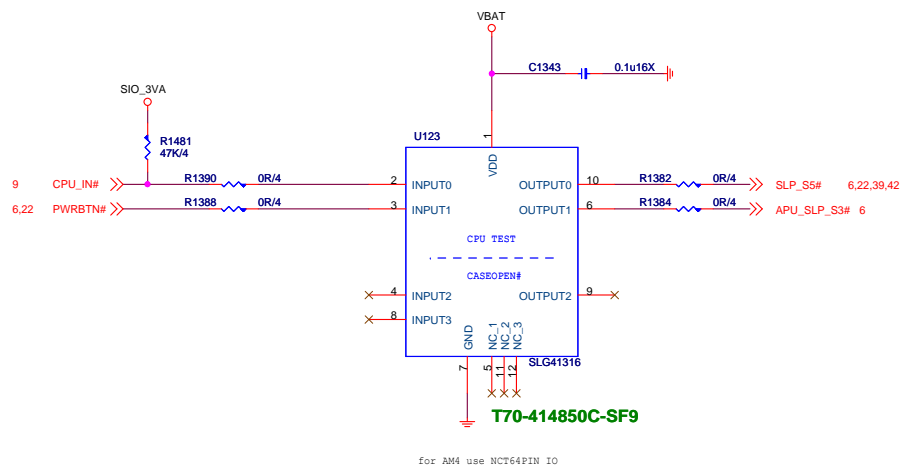 VBAT
C1343 0.1u16X
SIO_3VA
R1481
47K/4
U123
1
VDD
9 CPU_IN# R1390 0R/4 2 INPUT0 OUTPUT0 10 R1382 0R/4 SLP_S5# 6,22,39,42
6,22 PWRBTN# R1388 0R/4 3 INPUT1 OUTPUT1 6 R1384 0R/4 APU_SLP_S3# 6
CPU TEST
CASEOPEN#
4 INPUT2 OUTPUT2 9
8 INPUT3
GND NC_1 NC_2 NC_3
SLG41316
7 5 11 12
T70-414850C-SF9
for AM4 use NCT64PIN IO